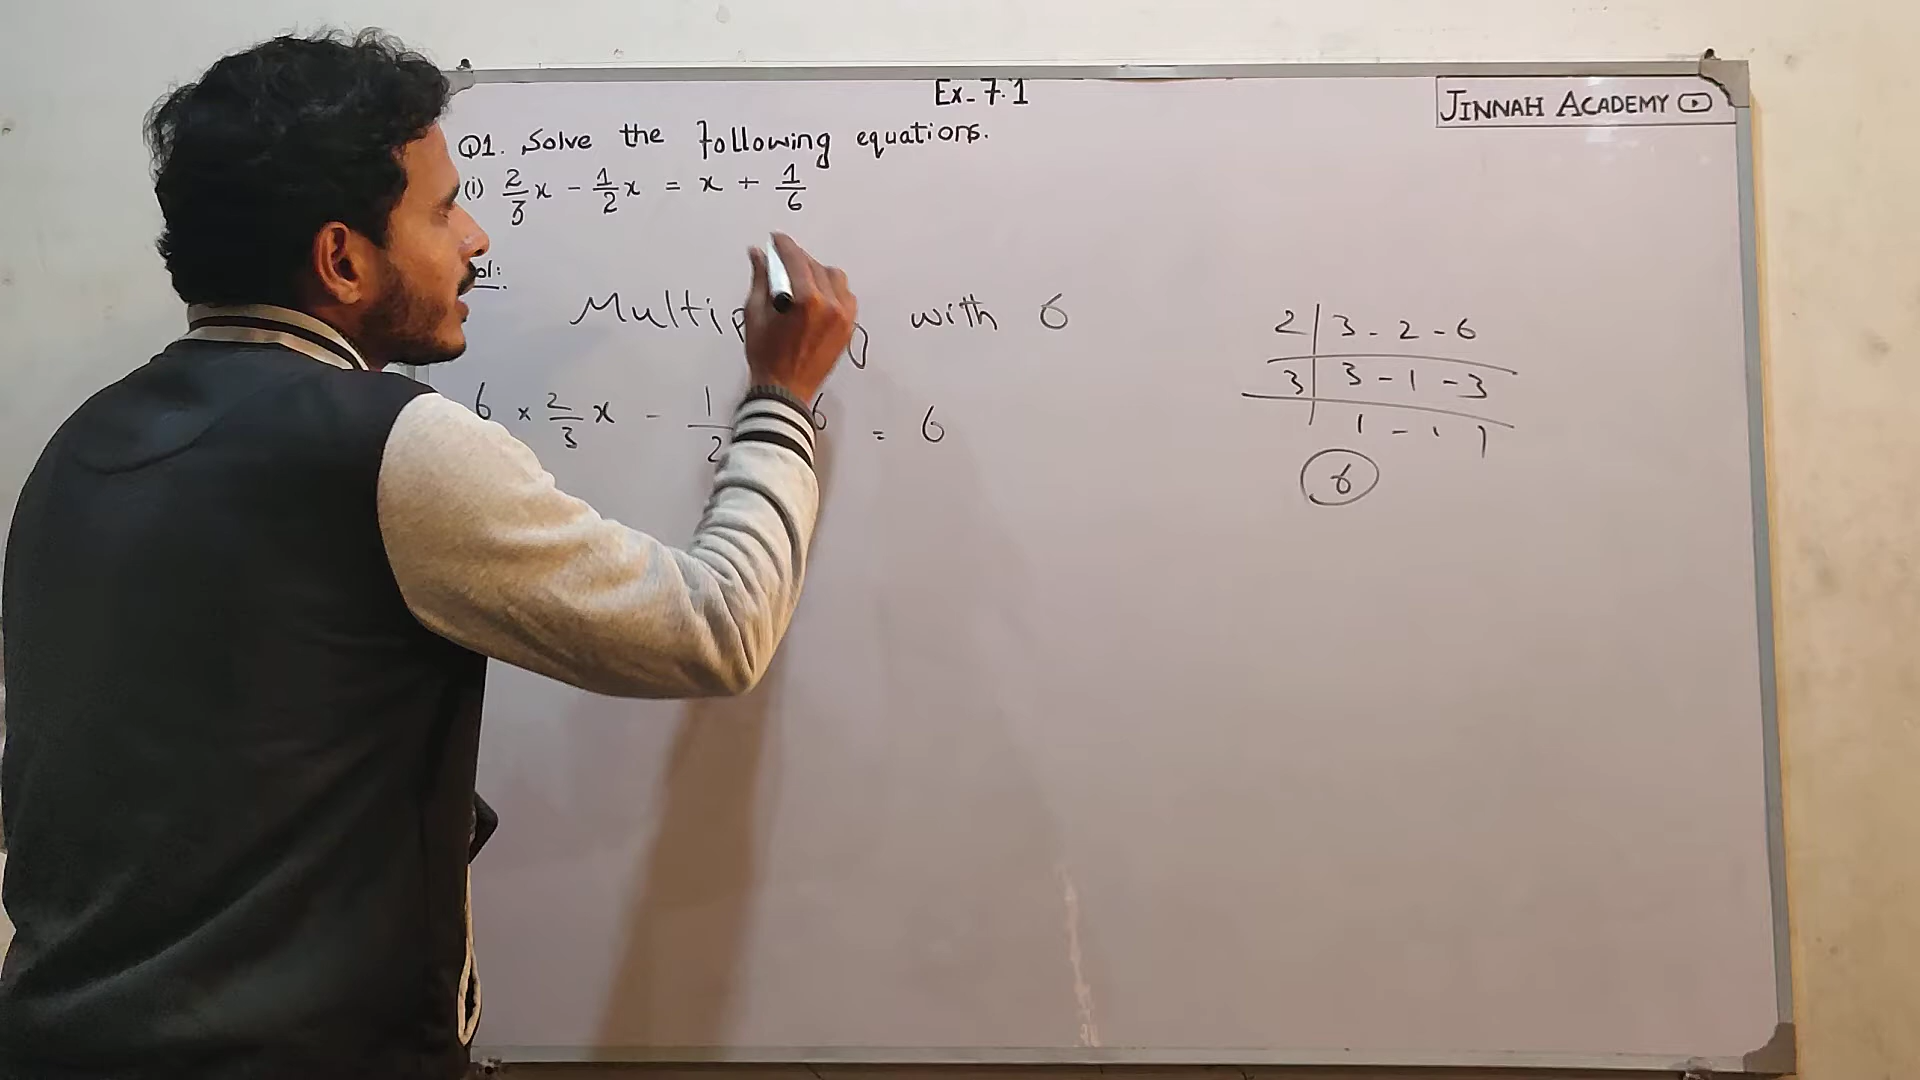 Ex-7.1
JINNAH ACADEMY
Q1. Solve the following equations.
(i) 2/3 x - 1/2 x = x + 1/6
with 6
6 × 2/3 x - 1/2 6 = 6
2 | 3 - 2 - 6
3 | 3 - 1 - 3
1 - 1 1
6